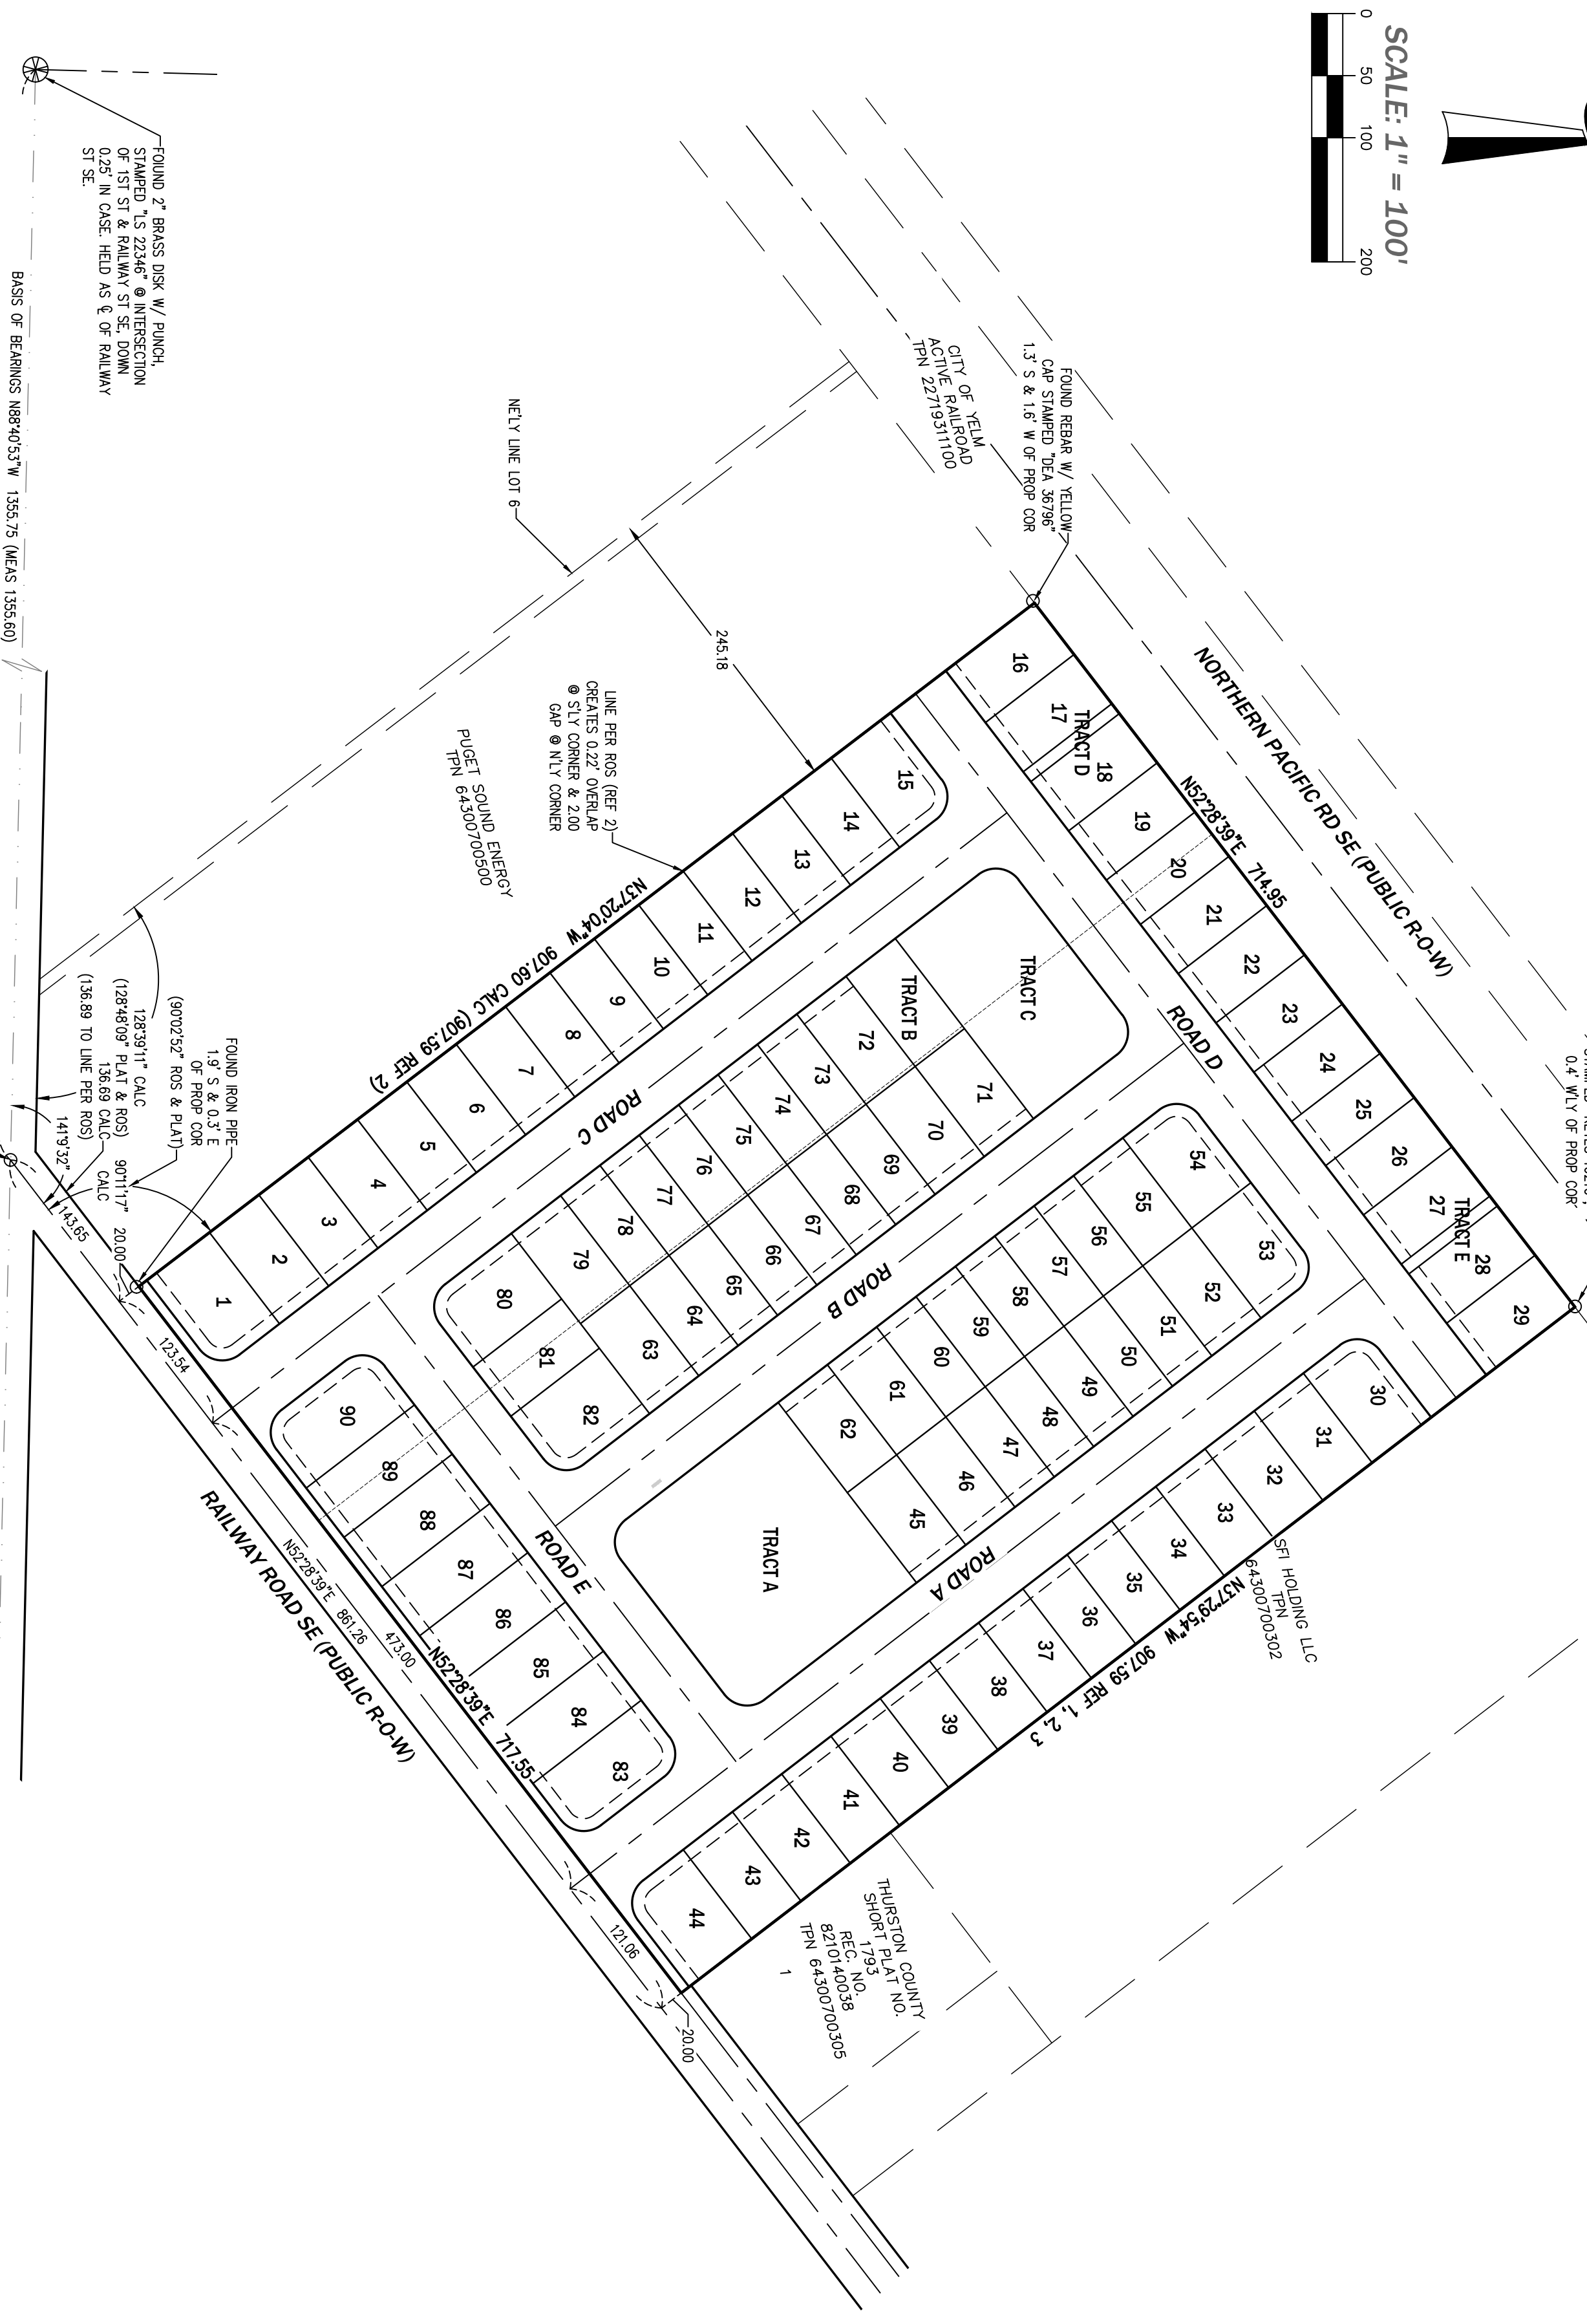 SCALE: 1" = 100'
0 50 100 200
FOUIND 2" BRASS DISK W/ PUNCH,
STAMPED "LS 22346" @ INTERSECTION
OF 1ST ST & RAILWAY ST SE, DOWN
0.25' IN CASE. HELD AS ℄ OF RAILWAY
ST SE.
BASIS OF BEARINGS N88°40'53"W 1355.75 (MEAS 1355.60)
FOUND REBAR W/ YELLOW
CAP STAMPED "DEA 36796"
1.3' S & 1.6' W OF PROP COR
CITY OF YELM
ACTIVE RAILROAD
TPN 22719311100
NE'LY LINE LOT 6
245.18
LINE PER ROS (REF 2)
CREATES 0.22' OVERLAP
@ S'LY CORNER & 2.00
GAP @ N'LY CORNER
PUGET SOUND ENERGY
TPN 64300700500
NORTHERN PACIFIC RD SE (PUBLIC R-O-W)
N52°28'39"E 714.95
0.4' W'LY OF PROP COR
16
17
TRACT D
18
19
20
21
22
23
24
25
26
27
TRACT E
28
29
ROAD D
15
14
13
12
11
10
9
8
7
6
5
4
3
2
1
N37°20'04"W 907.60 CALC (907.59 REF 2)
ROAD C
TRACT C
TRACT B
72
71
73
70
74
69
75
68
76
67
77
66
78
65
79
64
80
63
81
82
ROAD B
54
53
55
52
56
51
57
50
58
49
59
48
60
47
61
46
62
45
TRACT A
ROAD A
30
31
32
33
34
35
36
37
38
39
40
41
42
43
44
SFI HOLDING LLC
TPN
64300700302
N37°29'54"W 907.59 REF 1, 2, 3
THURSTON COUNTY
SHORT PLAT NO.
1793
REC. NO.
8210140038
TPN 64300700305
1
ROAD E
90
89
88
87
86
85
84
83
N52°28'39"E 717.55
N52°28'39"E 861.26
473.00
123.54
121.06
20.00
RAILWAY ROAD SE (PUBLIC R-O-W)
FOUND IRON PIPE
1.9' S & 0.3' E
OF PROP COR
(90°02'52" ROS & PLAT)
90°11'17"
CALC
128°39'11" CALC
(128°48'09" PLAT & ROS)
136.69 CALC
(136.89 TO LINE PER ROS)
141°9'32"
143.65
20.00